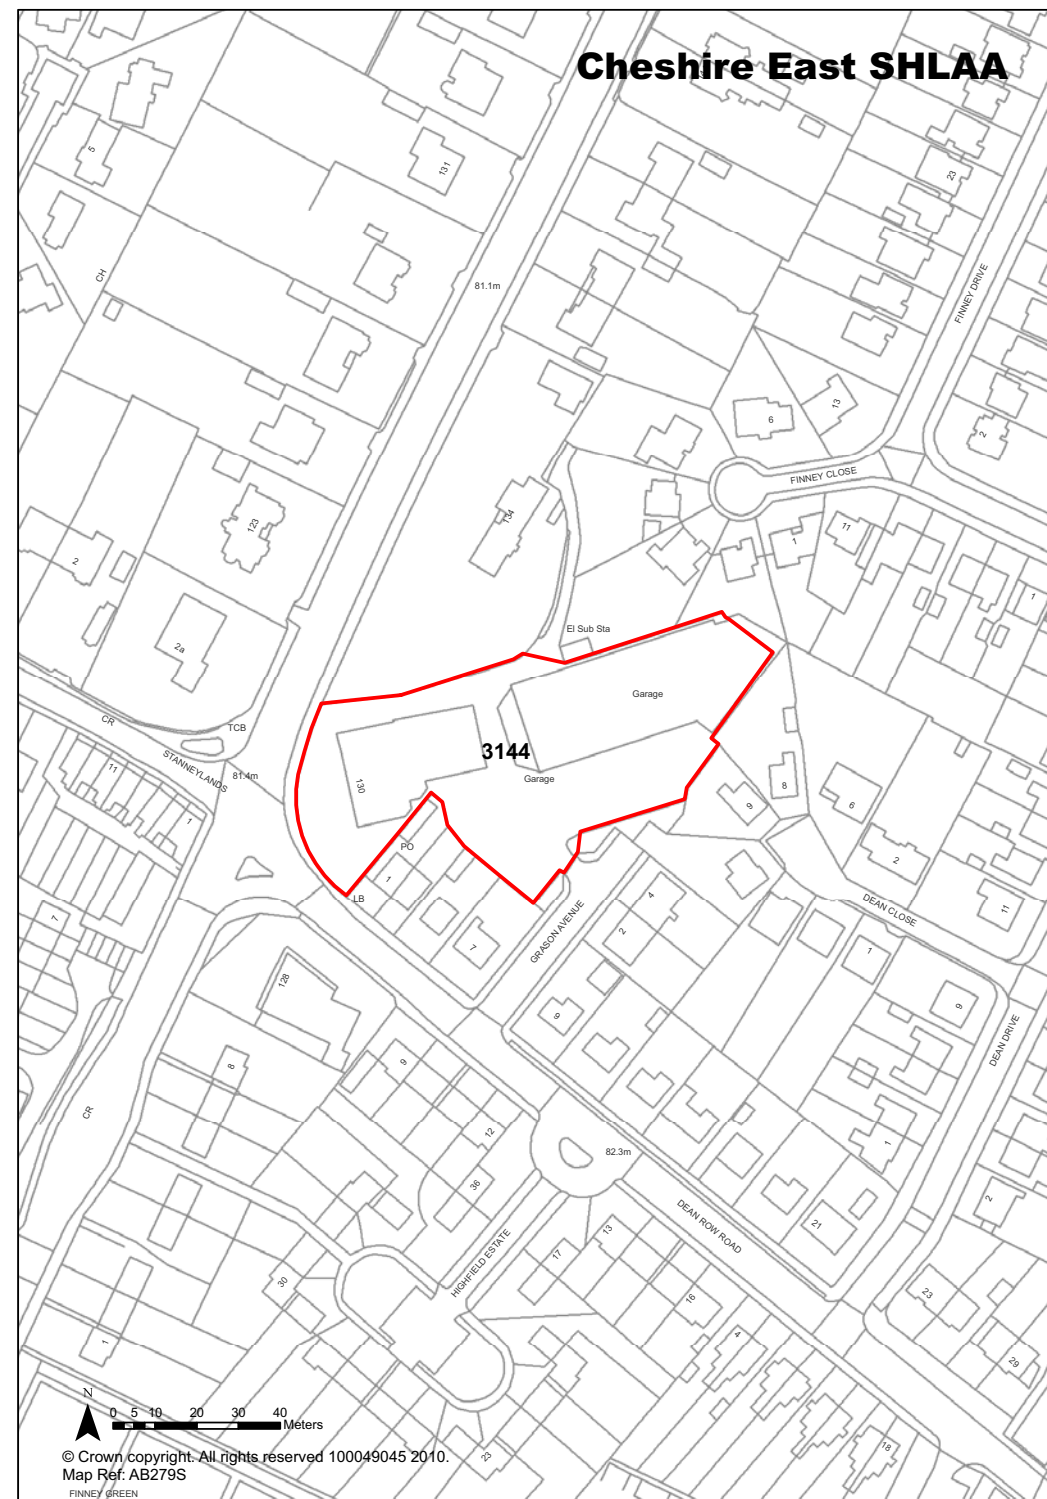 Cheshire East SHLAA
5
131
23
CH
81.1m
FINNEY DRIVE
6
13
2
FINNEY CLOSE
134
123
11
1
1
2
2a
El Sub Sta
Garage
CR
TCB
STANNEYLANDS
81.4m
3144
Garage
130
11
1
8
9
6
PO
1
LB
2
4
2
DEAN CLOSE
11
7
7
GRASON AVENUE
1
128
9
9
DEAN DRIVE
8
9
CR
12
1
82.3m
36
2
DEAN ROW ROAD
21
HIGHFIELD ESTATE
13
17
30
16
23
1
4
29
N
0 5 10 20 30 40
Meters
18
23
© Crown copyright. All rights reserved 100049045 2010.
Map Ref: AB279S
FINNEY GREEN